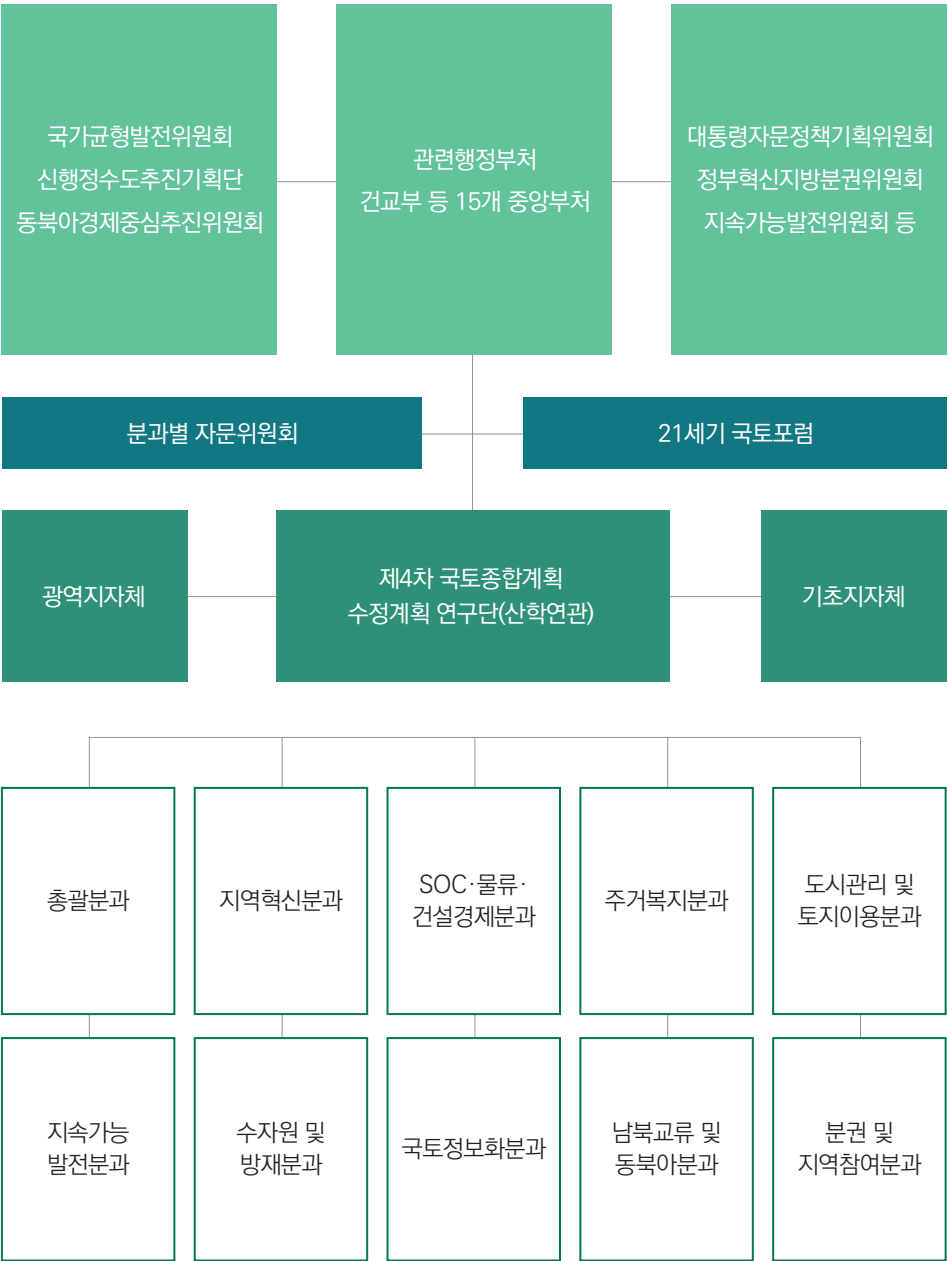 국가균형발전위원회
신행정수도추진기획단
동북아경제중심추진위원회
관련행정부처
건교부 등 15개 중앙부처
대통령자문정책기획위원회
정부혁신지방분권위원회
지속가능발전위원회 등
분과별 자문위원회
21세기 국토포럼
광역지자체
제4차 국토종합계획
수정계획 연구단(산학연관)
기초지자체
총괄분과
지역혁신분과
SOC·물류·
건설경제분과
주거복지분과
도시관리 및
토지이용분과
지속가능
발전분과
수자원 및
방재분과
국토정보화분과
남북교류 및
동북아분과
분권 및
지역참여분과